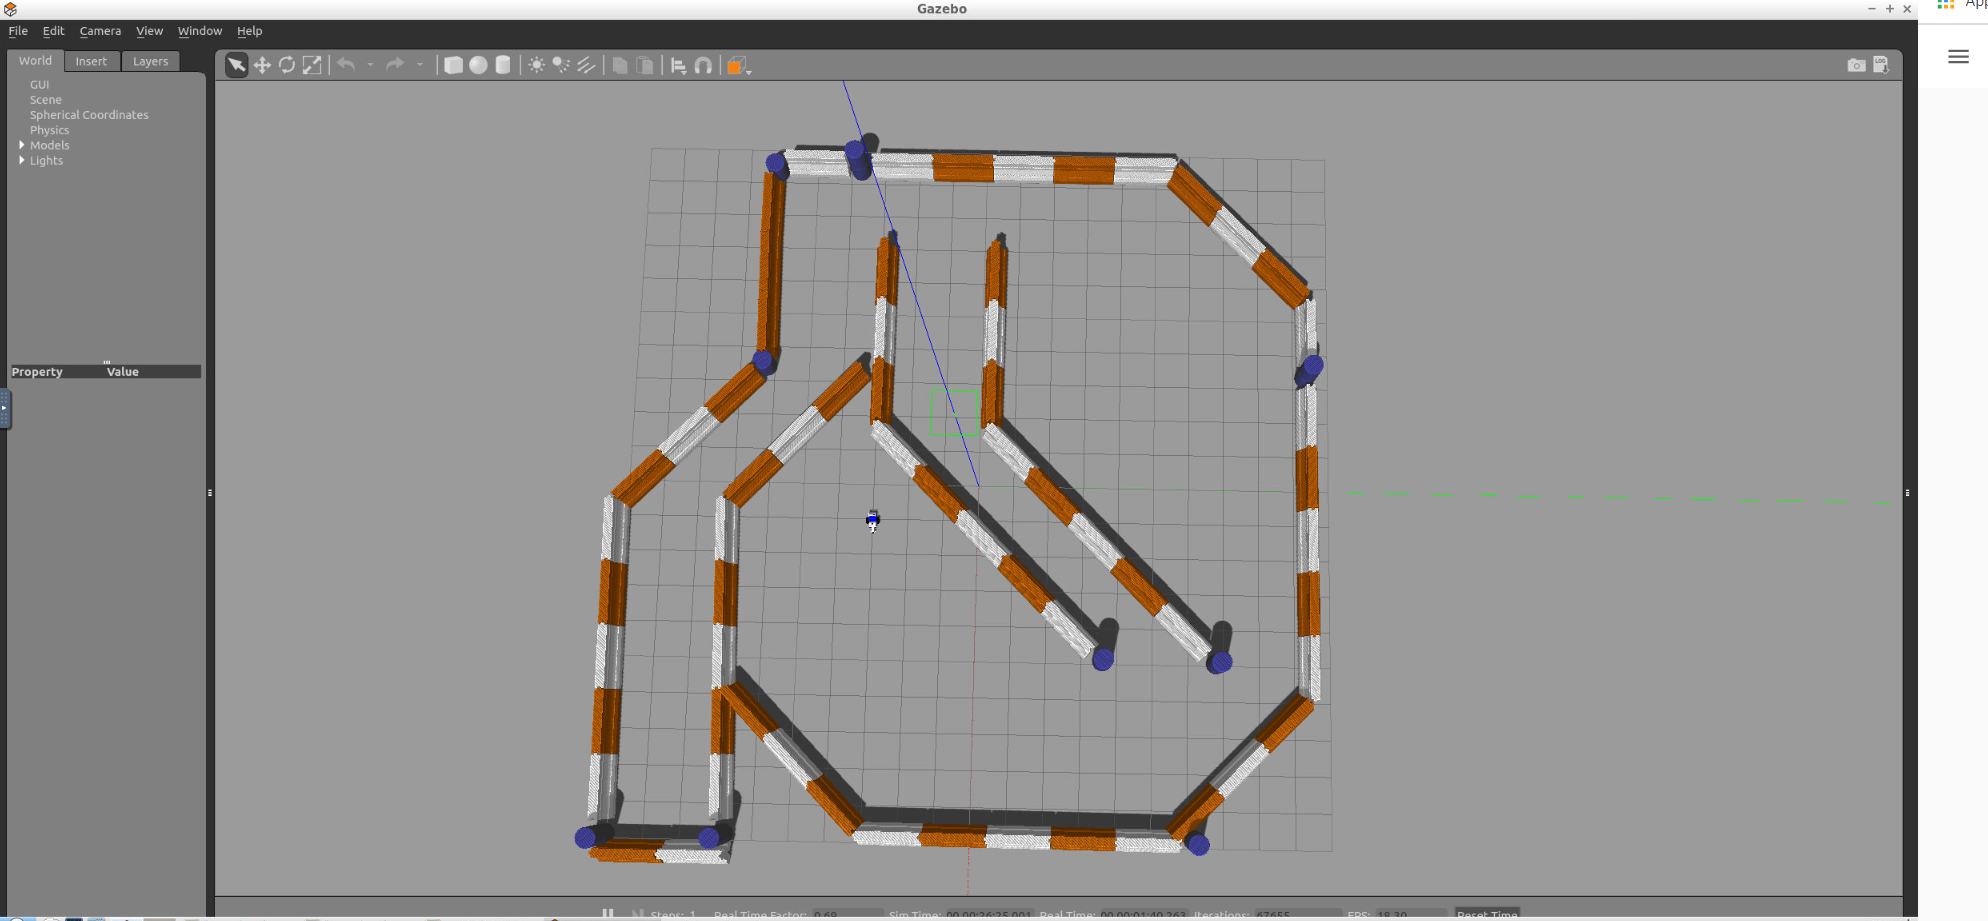 Gazebo
App
File Edit Camera View Window Help
World Insert Layers
GUI
Scene
Spherical Coordinates
Physics
Models
Lights
Property Value
LOG
Steps: 1 Real Time Factor: 0.69 Sim Time: 00 00:26:25.001 Real Time: 00 00:01:40.263 Iterations: 67655 FPS: 18.30 Reset Time